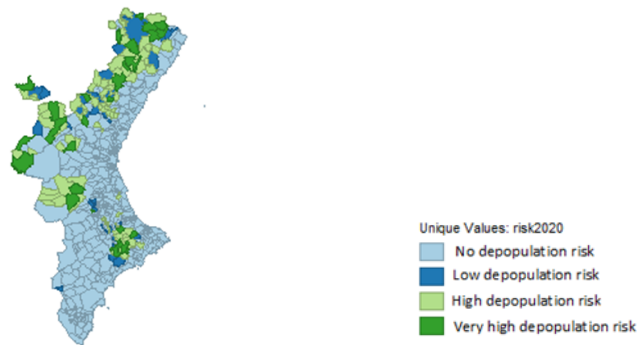 Unique Values: risk2020
No depopulation risk
Low depopulation risk
High depopulation risk
Very high depopulation risk